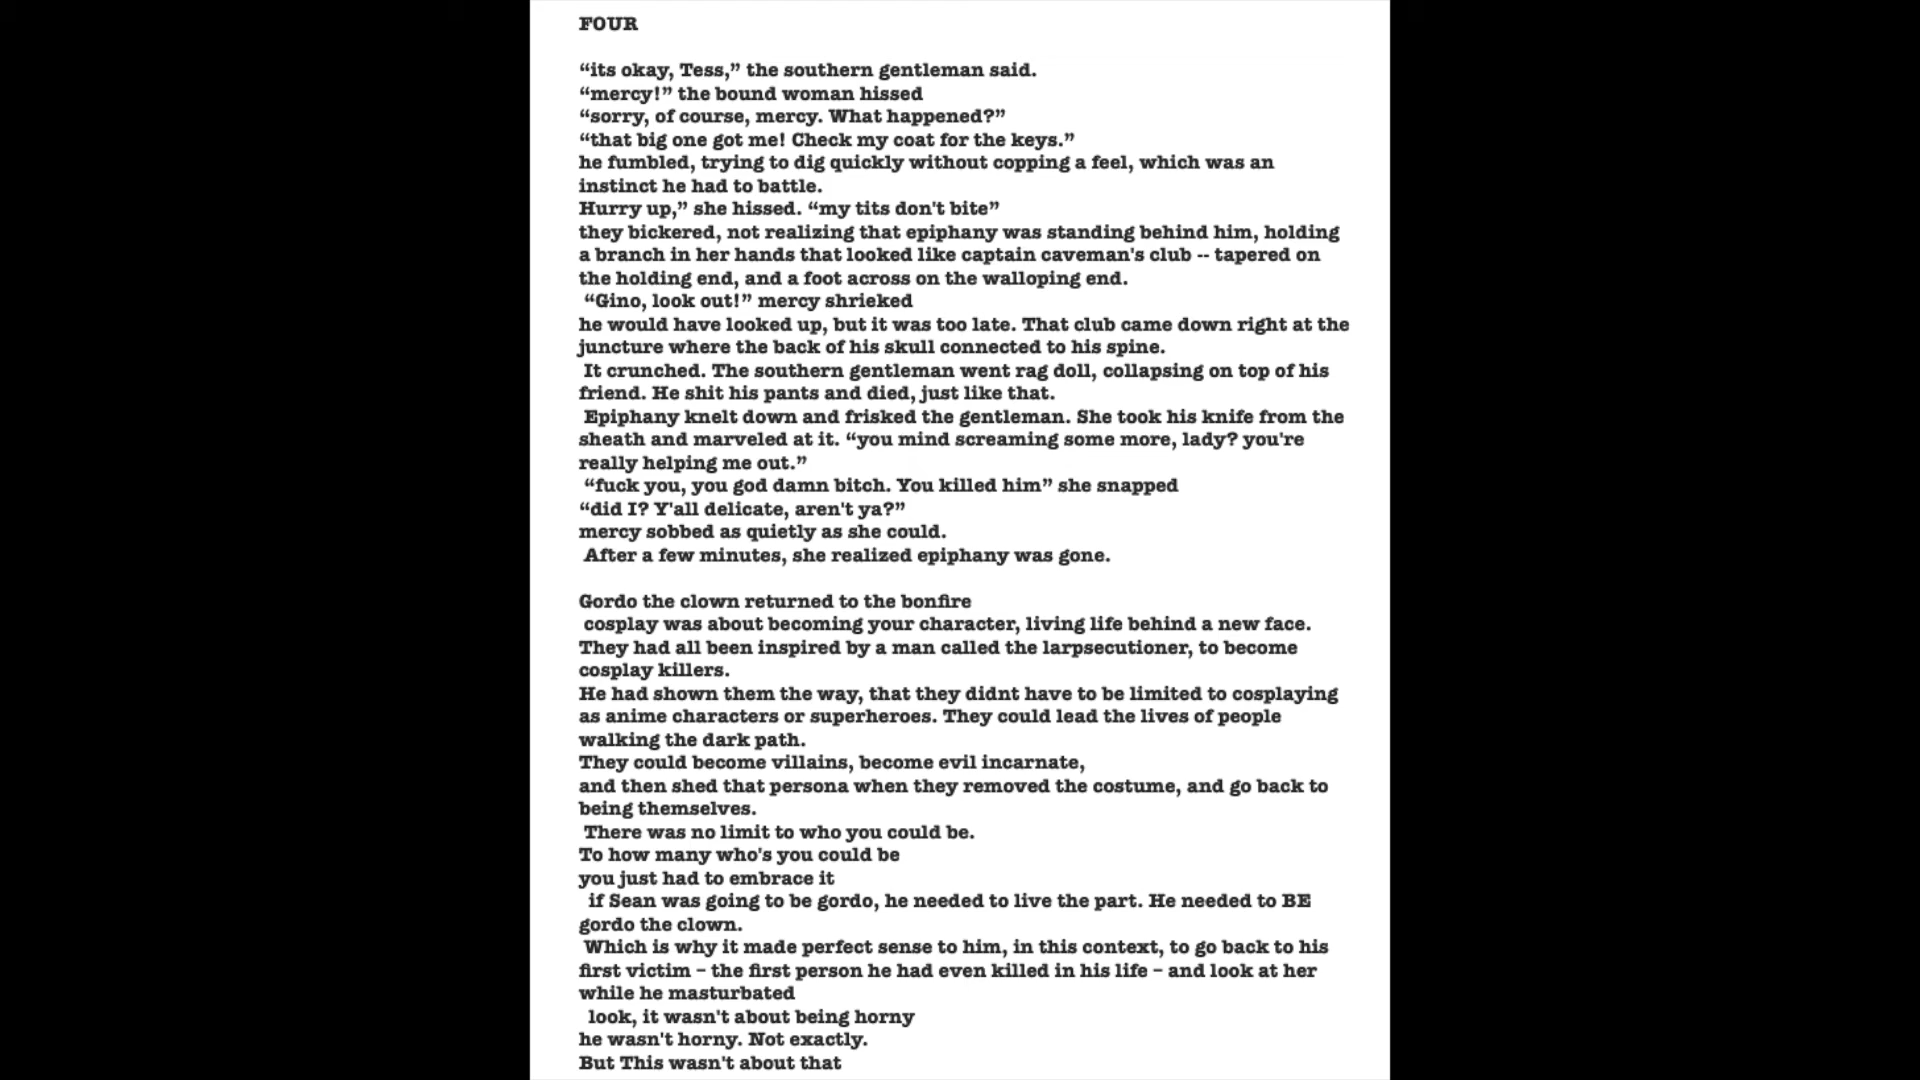 FOUR
“its okay, Tess,” the southern gentleman said.
“mercy!” the bound woman hissed
“sorry, of course, mercy. What happened?”
“that big one got me! Check my coat for the keys.”
he fumbled, trying to dig quickly without copping a feel, which was an
instinct he had to battle.
Hurry up,” she hissed. “my tits don't bite”
they bickered, not realizing that epiphany was standing behind him, holding
a branch in her hands that looked like captain caveman's club -- tapered on
the holding end, and a foot across on the walloping end.
“Gino, look out!” mercy shrieked
he would have looked up, but it was too late. That club came down right at the
juncture where the back of his skull connected to his spine.
It crunched. The southern gentleman went rag doll, collapsing on top of his
friend. He shit his pants and died, just like that.
Epiphany knelt down and frisked the gentleman. She took his knife from the
sheath and marveled at it. “you mind screaming some more, lady? you're
really helping me out.”
“fuck you, you god damn bitch. You killed him” she snapped
“did I? Y'all delicate, aren't ya?”
mercy sobbed as quietly as she could.
After a few minutes, she realized epiphany was gone.
Gordo the clown returned to the bonfire
cosplay was about becoming your character, living life behind a new face.
They had all been inspired by a man called the larpsecutioner, to become
cosplay killers.
He had shown them the way, that they didnt have to be limited to cosplaying
as anime characters or superheroes. They could lead the lives of people
walking the dark path.
They could become villains, become evil incarnate,
and then shed that persona when they removed the costume, and go back to
being themselves.
There was no limit to who you could be.
To how many who's you could be
you just had to embrace it
if Sean was going to be gordo, he needed to live the part. He needed to BE
gordo the clown.
Which is why it made perfect sense to him, in this context, to go back to his
first victim – the first person he had even killed in his life – and look at her
while he masturbated
look, it wasn't about being horny
he wasn't horny. Not exactly.
But This wasn't about that